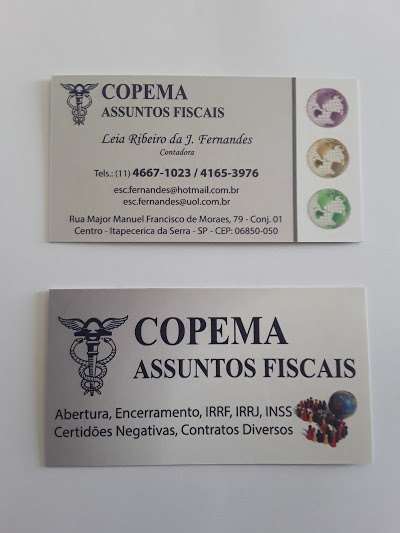 COPEMA
ASSUNTOS FISCAIS
Leia Ribeiro da J. Fernandes
Contadora
Tels.: (11) 4667-1023 / 4165-3976
esc.fernandes@hotmail.com.br
esc.fernandes@uol.com.br
Rua Major Manuel Francisco de Moraes, 79 - Conj. 01
Centro - Itapecerica da Serra - SP - CEP: 06850-050
COPEMA
ASSUNTOS FISCAIS
Abertura, Encerramento, IRRF, IRRJ, INSS
Certidões Negativas, Contratos Diversos